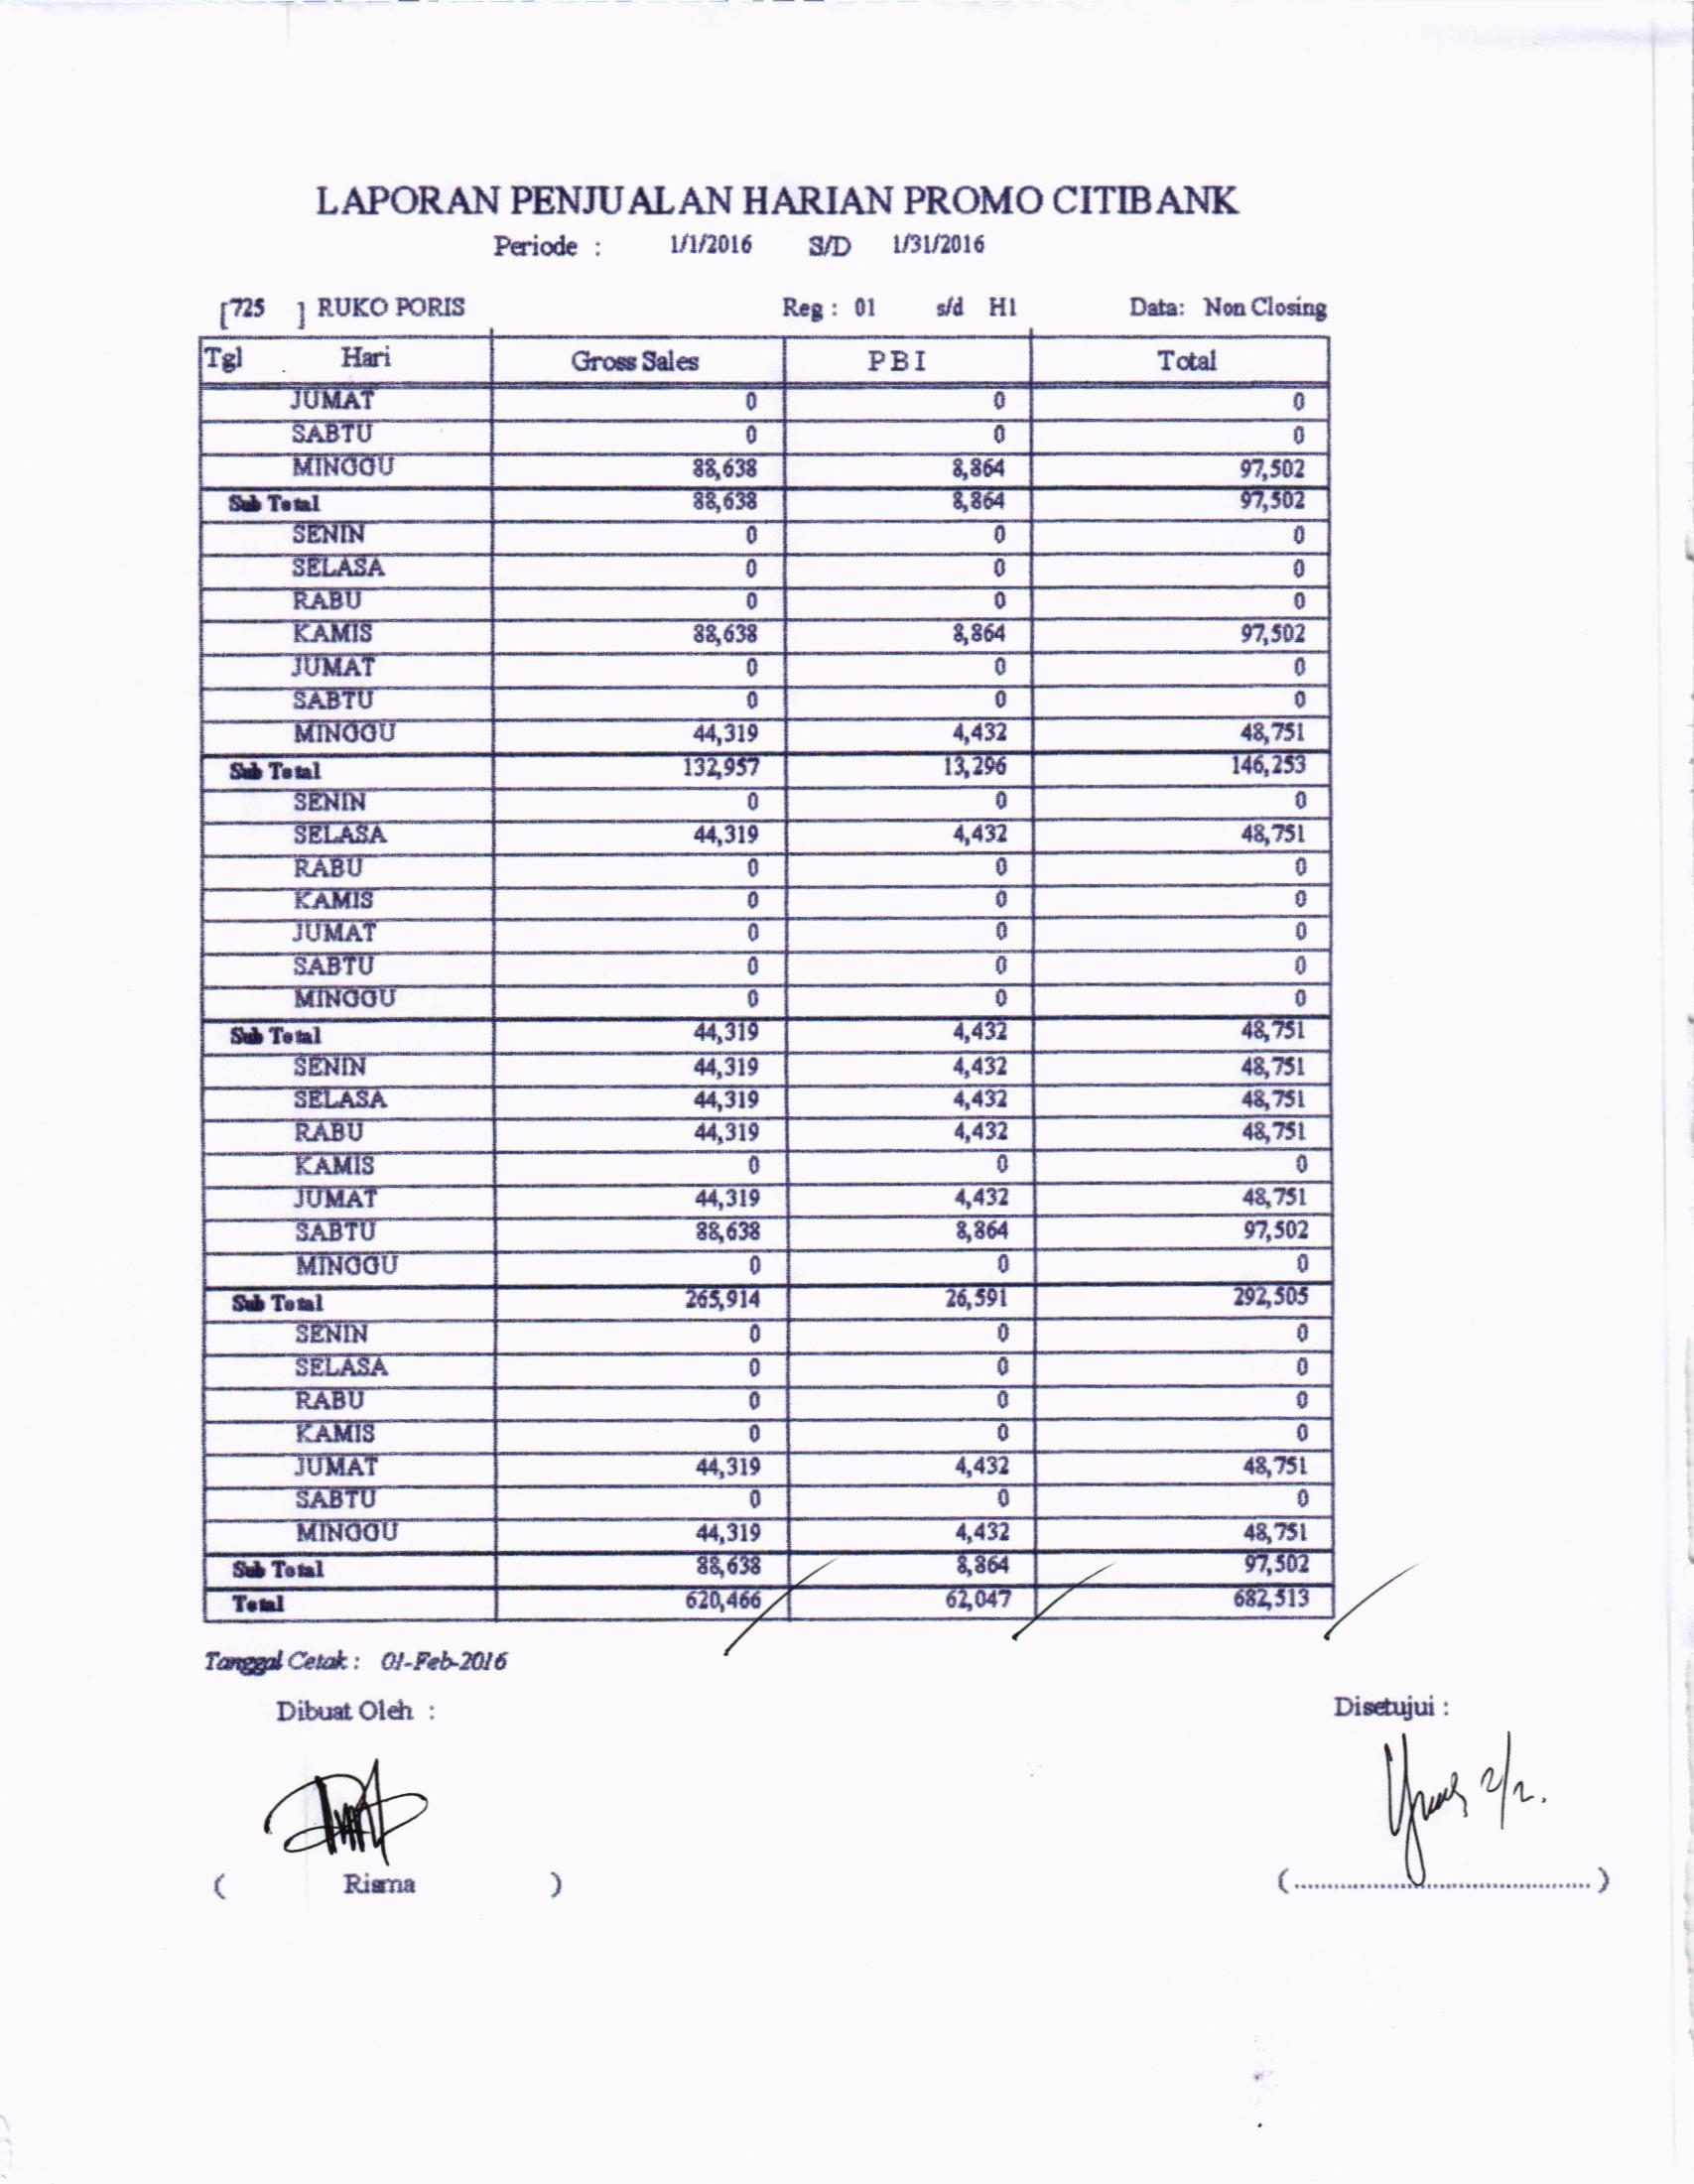 LAPORAN PENJUALAN HARIAN PROMO CITIBANK
Periode : 1/1/2016 S/D 1/31/2016
[725 ] RUKO PORIS Reg : 01 s/d H1 Data: Non Closing
Tgl Hari Gross Sales PBI Total
JUMAT 0 0 0
SABTU 0 0 0
MINGGU 88,638 8,864 97,502
Sub Total 88,638 8,864 97,502
SENIN 0 0 0
SELASA 0 0 0
RABU 0 0 0
KAMIS 88,638 8,864 97,502
JUMAT 0 0 0
SABTU 0 0 0
MINGGU 44,319 4,432 48,751
Sub Total 132,957 13,296 146,253
SENIN 0 0 0
SELASA 44,319 4,432 48,751
RABU 0 0 0
KAMIS 0 0 0
JUMAT 0 0 0
SABTU 0 0 0
MINGGU 0 0 0
Sub Total 44,319 4,432 48,751
SENIN 44,319 4,432 48,751
SELASA 44,319 4,432 48,751
RABU 44,319 4,432 48,751
KAMIS 0 0 0
JUMAT 44,319 4,432 48,751
SABTU 88,638 8,864 97,502
MINGGU 0 0 0
Sub Total 265,914 26,591 292,505
SENIN 0 0 0
SELASA 0 0 0
RABU 0 0 0
KAMIS 0 0 0
JUMAT 44,319 4,432 48,751
SABTU 0 0 0
MINGGU 44,319 4,432 48,751
Sub Total 88,638 8,864 97,502
Total 620,466 62,047 682,513
Tanggal Cetak : 01-Feb-2016
Dibuat Oleh : Disetujui :
2/2.
( Risma ) (........................................)